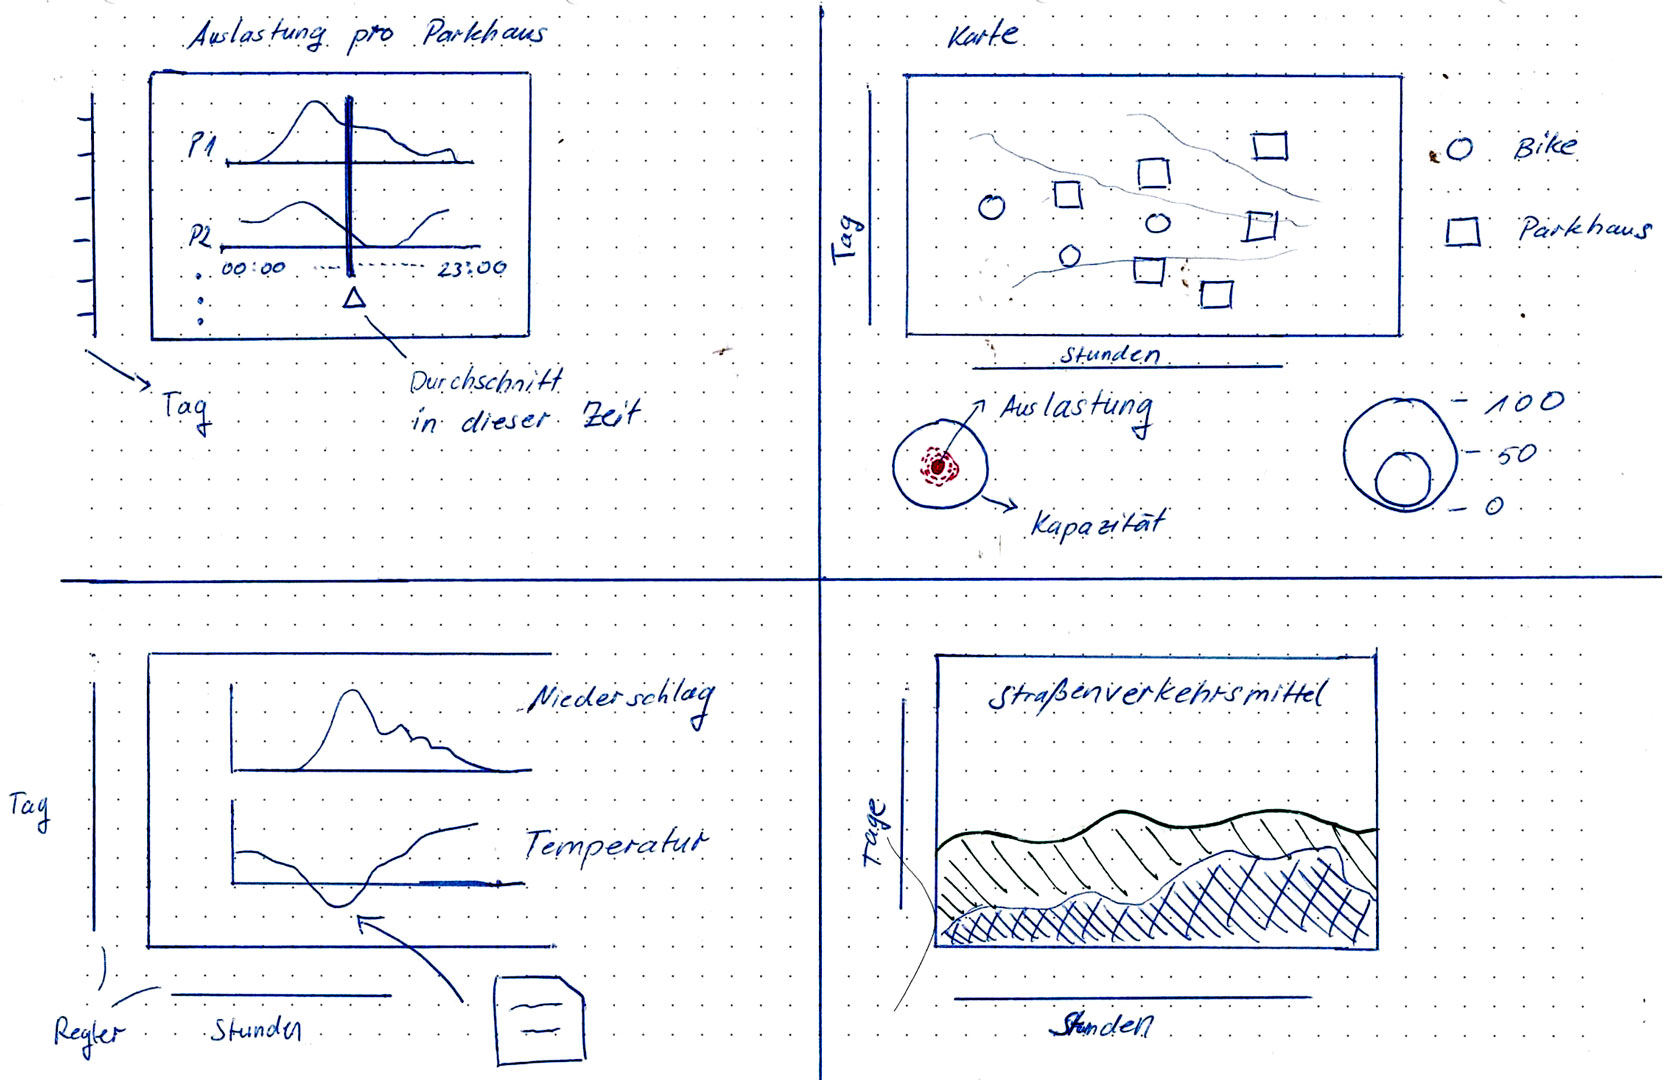 Auslastung pro Parkhaus
P1
P2
00:00
23:00
Tag
Durchschnitt
in dieser Zeit
Karte
Tag
Bike
Parkhaus
Stunden
Auslastung
Kapazität
100
50
0
Niederschlag
Temperatur
Tag
Regler
Stunden
Straßenverkehrsmittel
Tage
Stunden